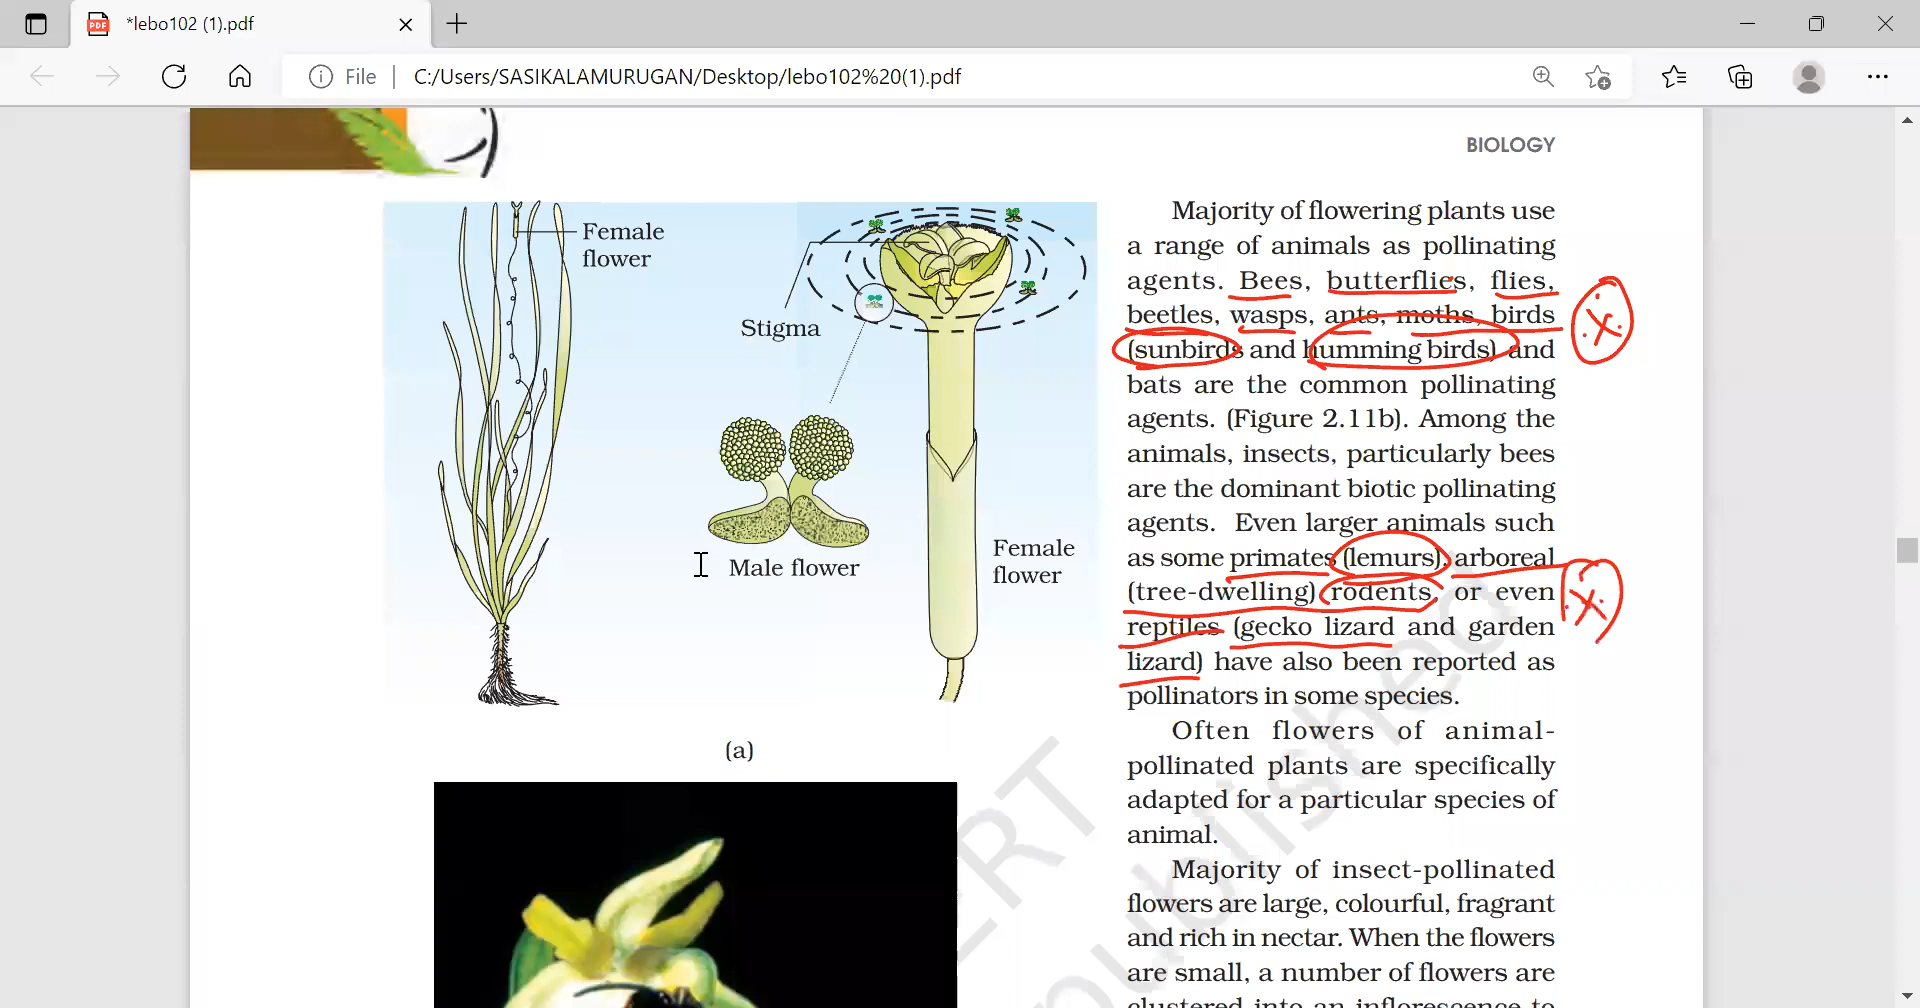 *lebo102 (1).pdf
File
C:/Users/SASIKALAMURUGAN/Desktop/lebo102%20(1).pdf
BIOLOGY
Female
flower
Stigma
Male flower
Female
flower
(a)
Majority of flowering plants use
a range of animals as pollinating
agents. Bees, butterflies, flies,
beetles, wasps, ants, moths, birds
(sunbirds and humming birds) and
bats are the common pollinating
agents. (Figure 2.11b). Among the
animals, insects, particularly bees
are the dominant biotic pollinating
agents. Even larger animals such
as some primates (lemurs), arboreal
(tree-dwelling) rodents, or even
reptiles (gecko lizard and garden
lizard) have also been reported as
pollinators in some species.
Often flowers of animal-
pollinated plants are specifically
adapted for a particular species of
animal.
Majority of insect-pollinated
flowers are large, colourful, fragrant
and rich in nectar. When the flowers
are small, a number of flowers are
clustered into an inflorescence to